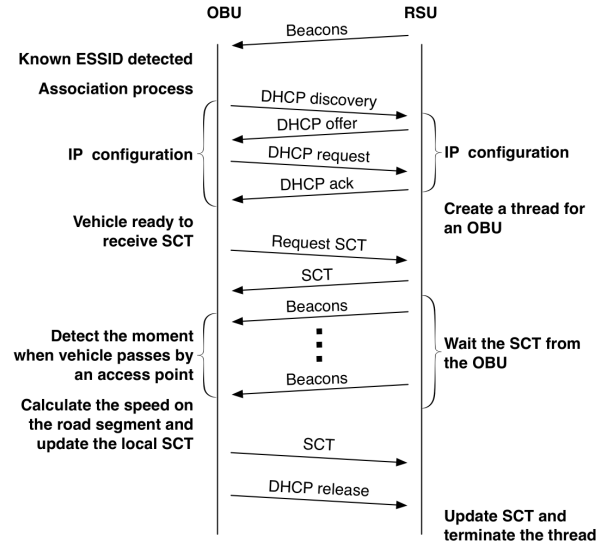 OBU
RSU
Beacons
Known ESSID detected
Association process
DHCP discovery
DHCP offer
IP configuration
DHCP request
IP configuration
DHCP ack
Create a thread for
an OBU
Vehicle ready to
receive SCT
Request SCT
SCT
Beacons
Detect the moment
when vehicle passes by
an access point
Wait the SCT from
the OBU
Beacons
Calculate the speed on
the road segment and
update the local SCT
SCT
DHCP release
Update SCT and
terminate the thread